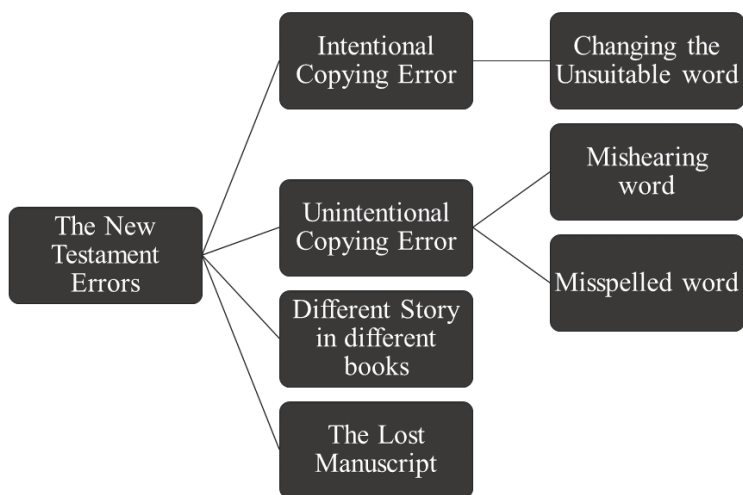 The New
Testament
Errors
Intentional
Copying Error
Changing the
Unsuitable word
Unintentional
Copying Error
Mishearing
word
Misspelled word
Different Story
in different
books
The Lost
Manuscript